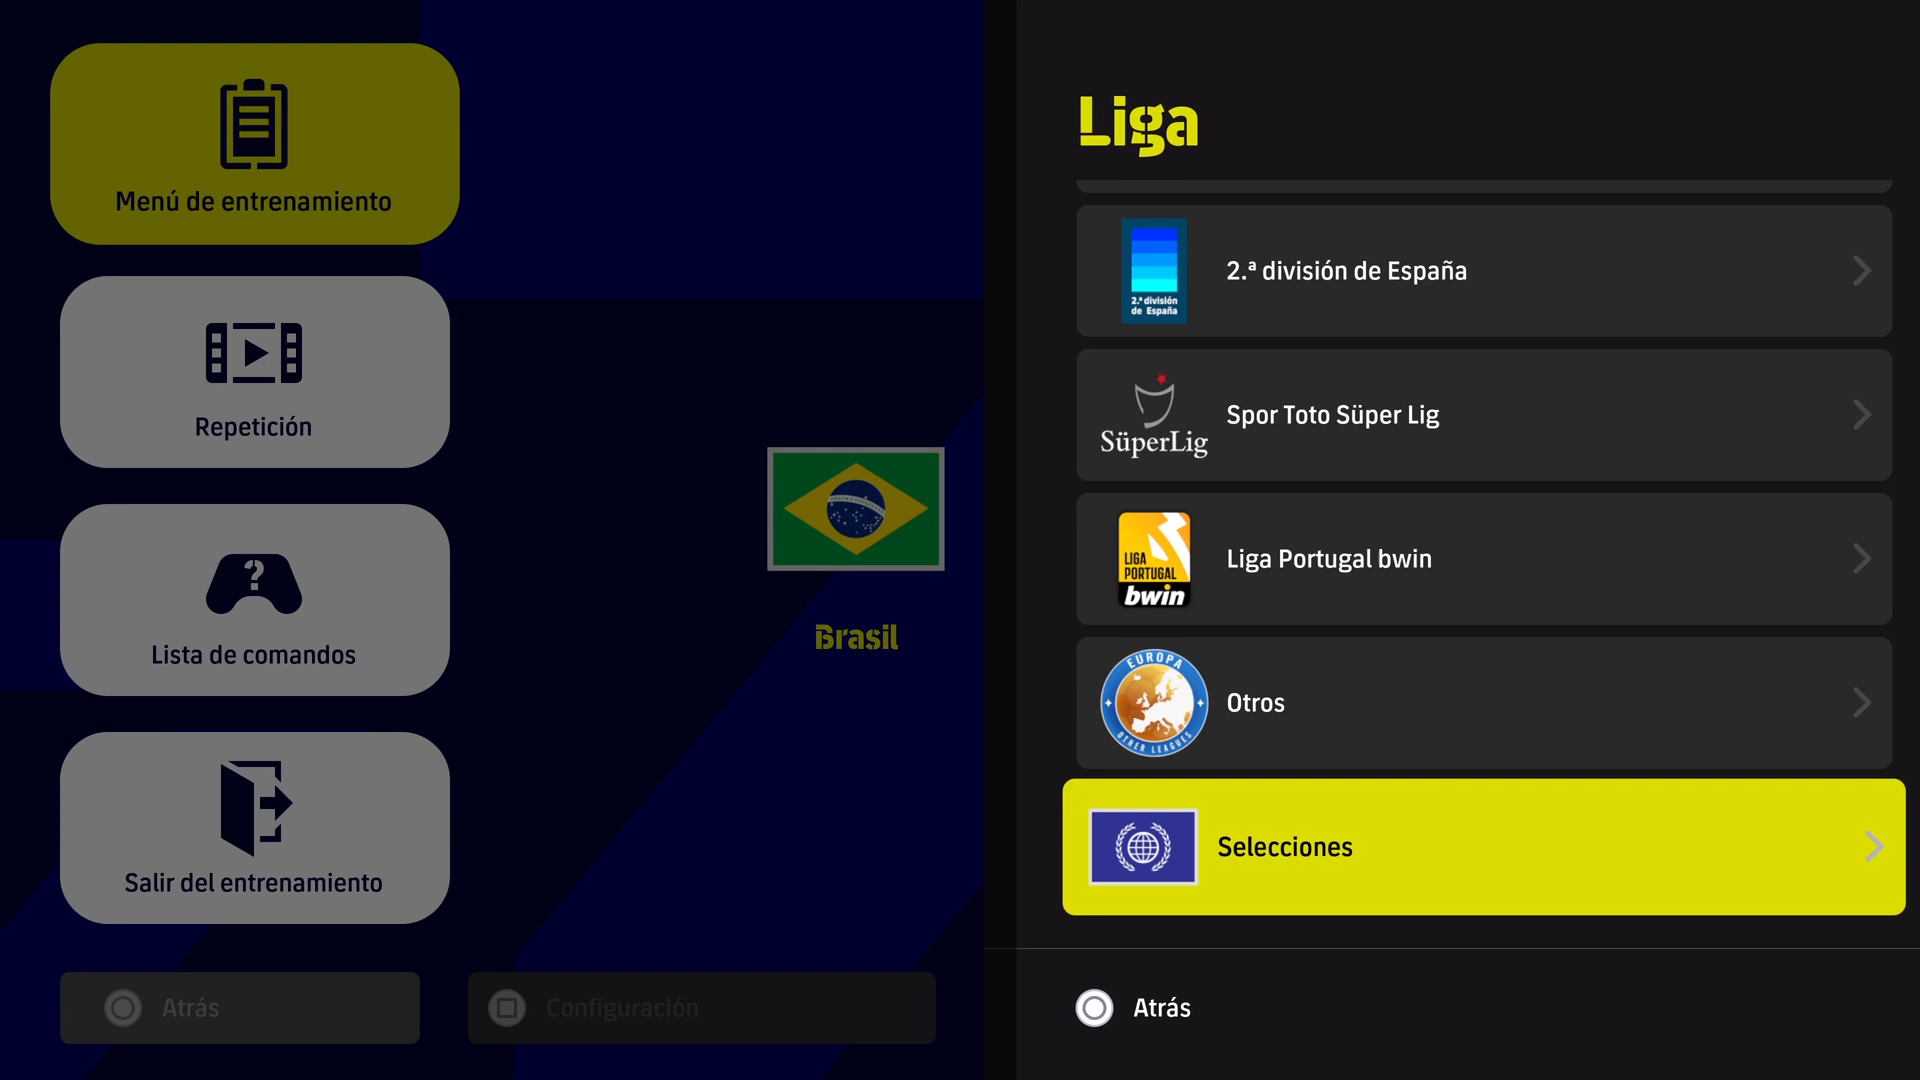 Menú de entrenamiento
Repetición
Lista de comandos
Salir del entrenamiento
Atrás
Configuración
Brasil
Liga
2.ª división
de España
2.ª división de España
SüperLig
Spor Toto Süper Lig
LIGA
PORTUGAL
bwin
Liga Portugal bwin
EUROPA
OTHER LEAGUES
Otros
Selecciones
Atrás